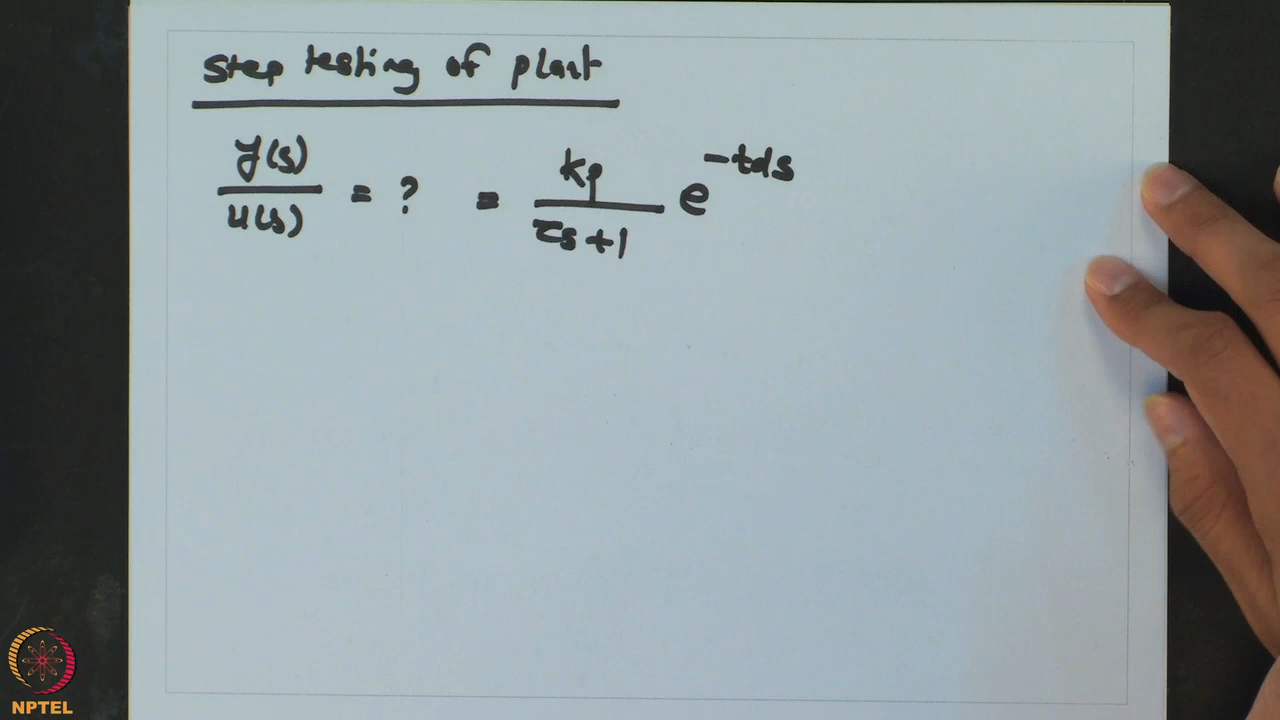 Step testing of plant
y(s)/u(s) = ? = kp/(τs+1) e^-tds
NPTEL